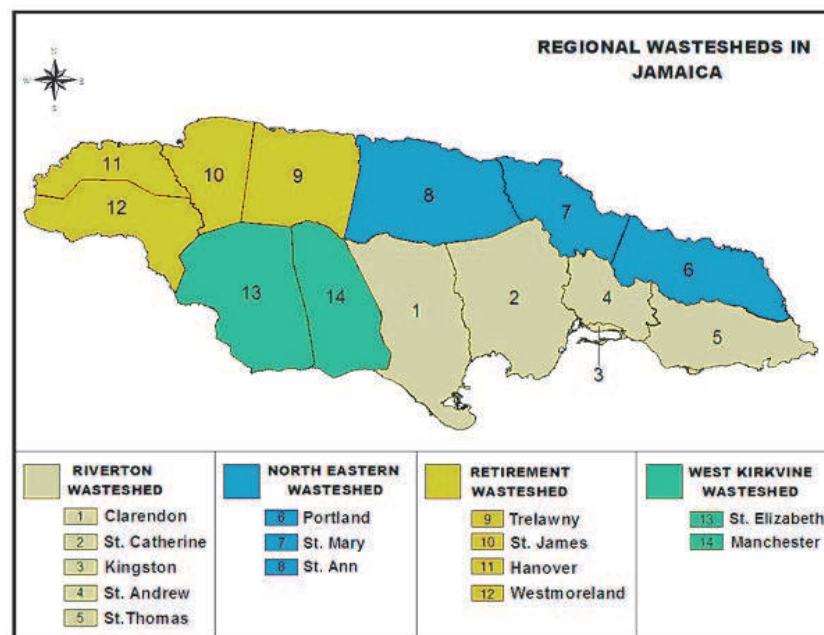 REGIONAL WASTESHEDS IN
JAMAICA
11
10
9
12
8
7
6
13
14
1
2
4
5
3
RIVERTON
WASTESHED
1 Clarendon
2 St. Catherine
3 Kingston
4 St. Andrew
5 St.Thomas
NORTH EASTERN
WASTESHED
6 Portland
7 St. Mary
8 St. Ann
RETIREMENT
WASTESHED
9 Trelawny
10 St. James
11 Hanover
12 Westmoreland
WEST KIRKVINE
WASTESHED
13 St. Elizabeth
14 Manchester